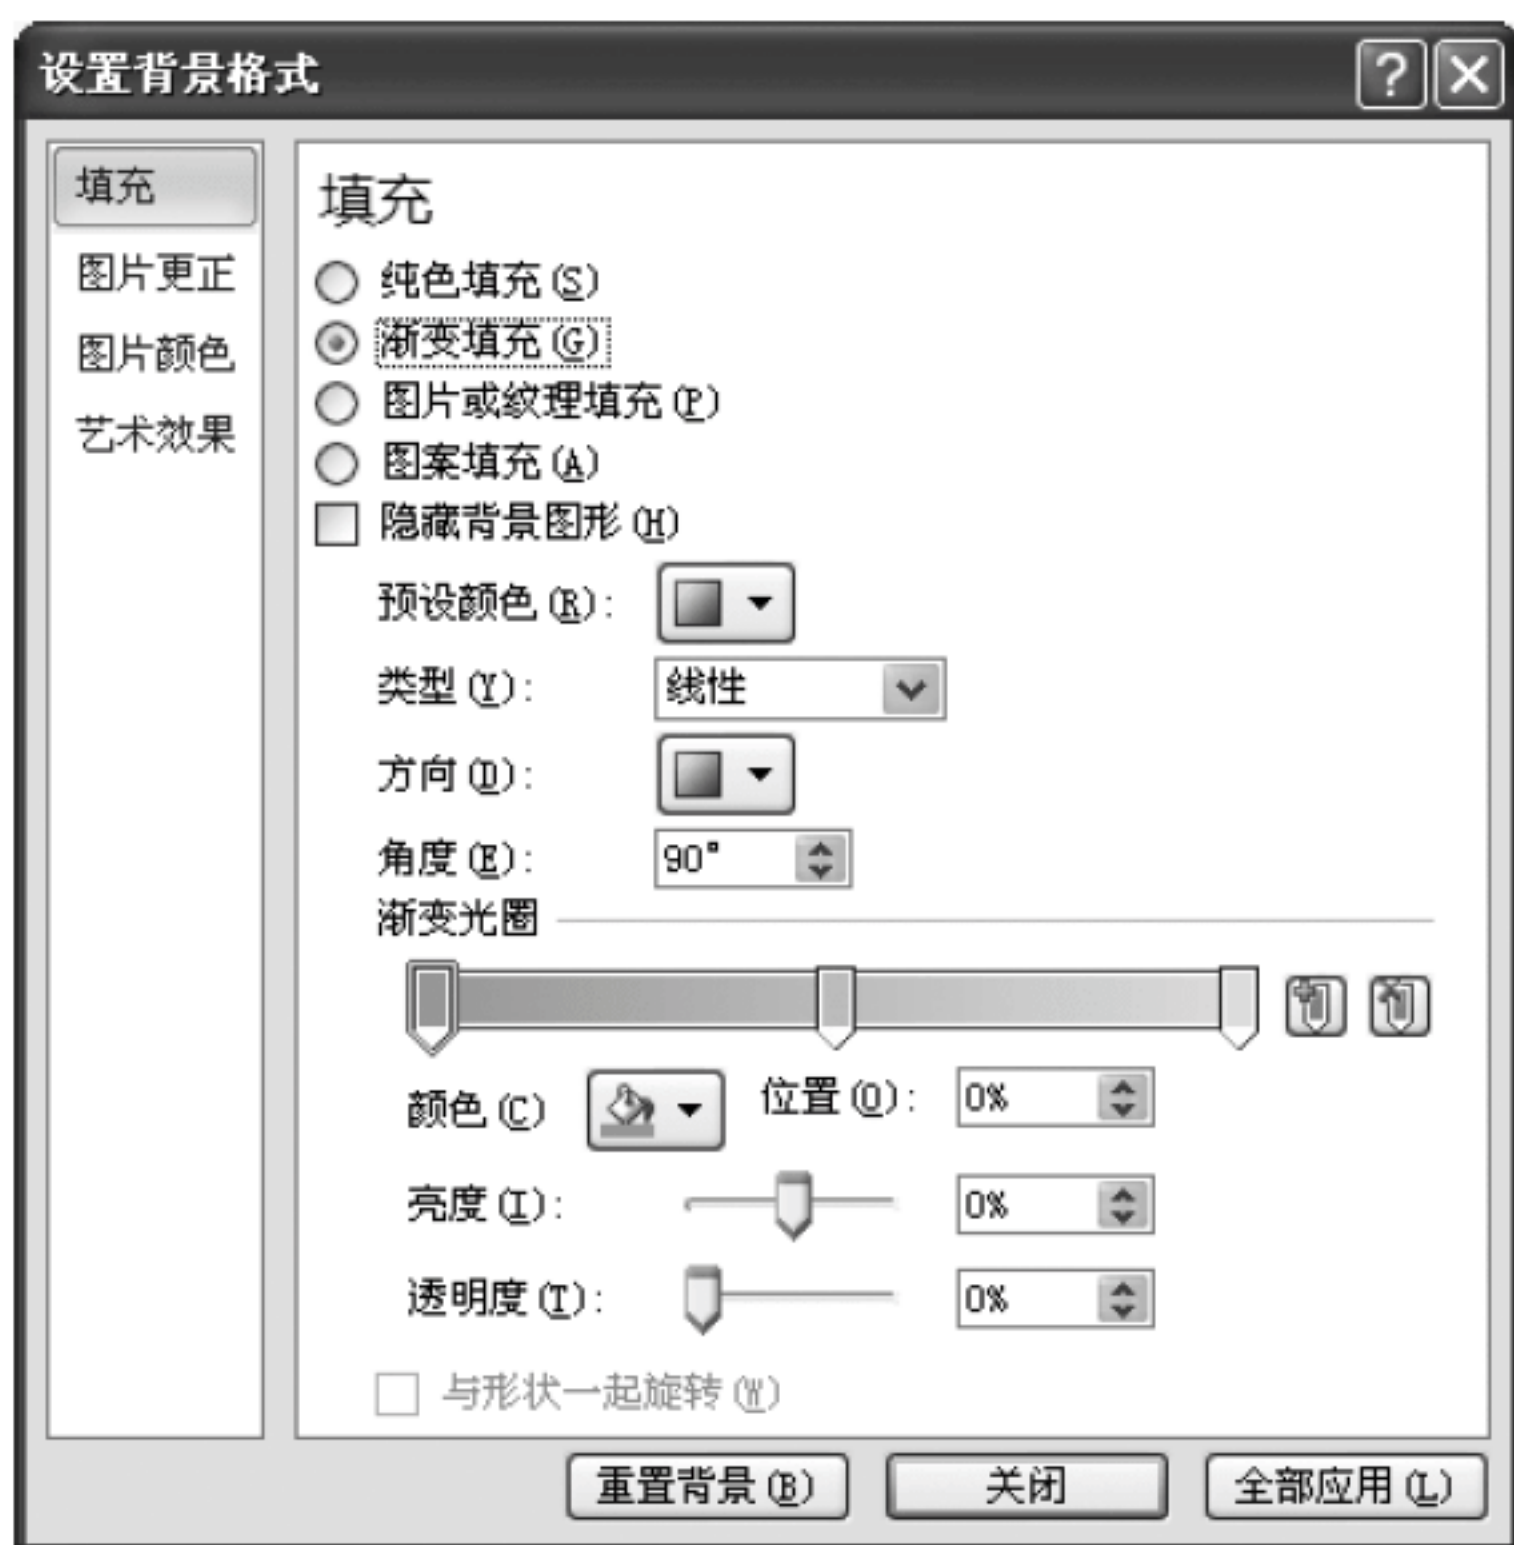 设置背景格式
填充
图片更正
图片颜色
艺术效果
填充
纯色填充(S)
渐变填充(G)
图片或纹理填充(P)
图案填充(A)
隐藏背景图形(H)
预设颜色(R):
类型(Y): 线性
方向(D):
角度(E): 90°
渐变光圈
颜色(C) 位置(O): 0%
亮度(I): 0%
透明度(T): 0%
与形状一起旋转(W)
重置背景(B) 关闭 全部应用(L)